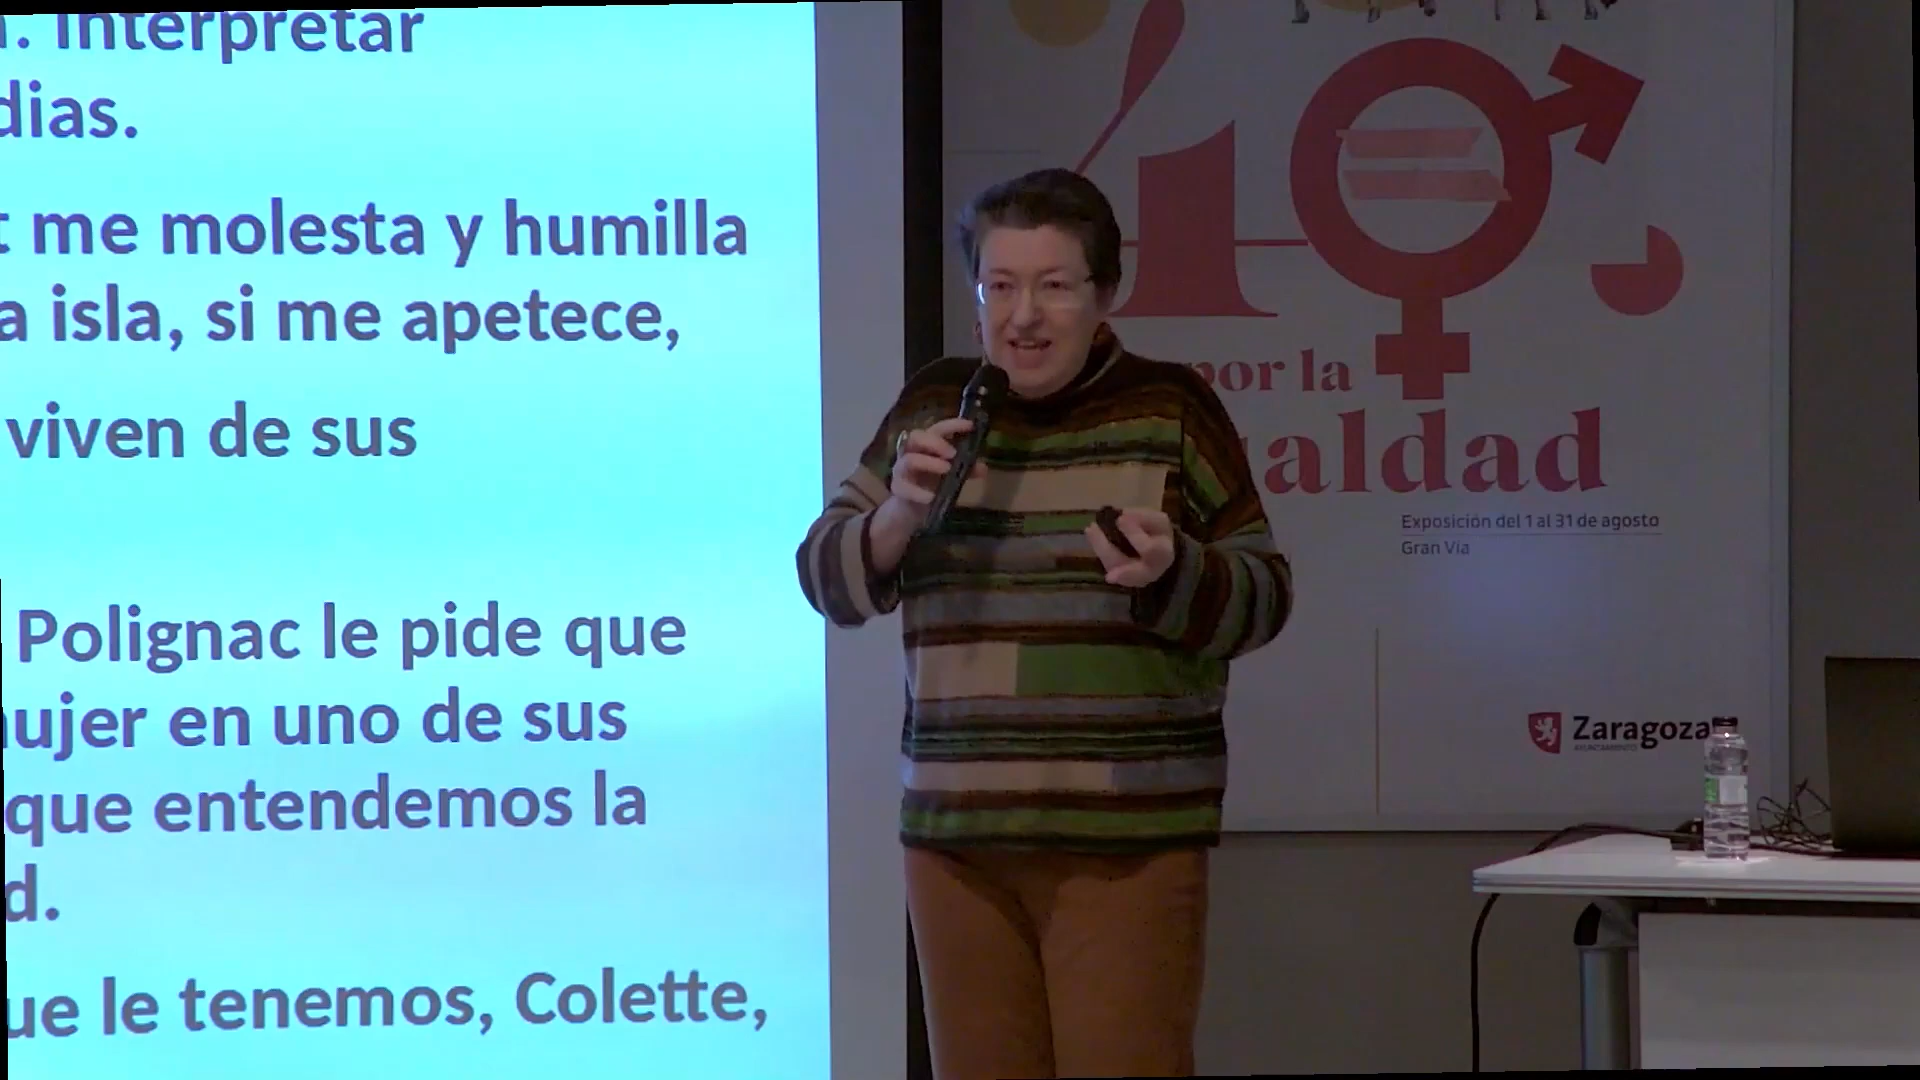 . Interpretar
dias.
me molesta y humilla
a isla, si me apetece,
viven de sus
Polignac le pide que
ujer en uno de sus
que entendemos la
d.
ue le tenemos, Colette,
40
por la
ualdad
Exposición del 1 al 31 de agosto
Gran Vía
Zaragoza
AYUNTAMIENTO